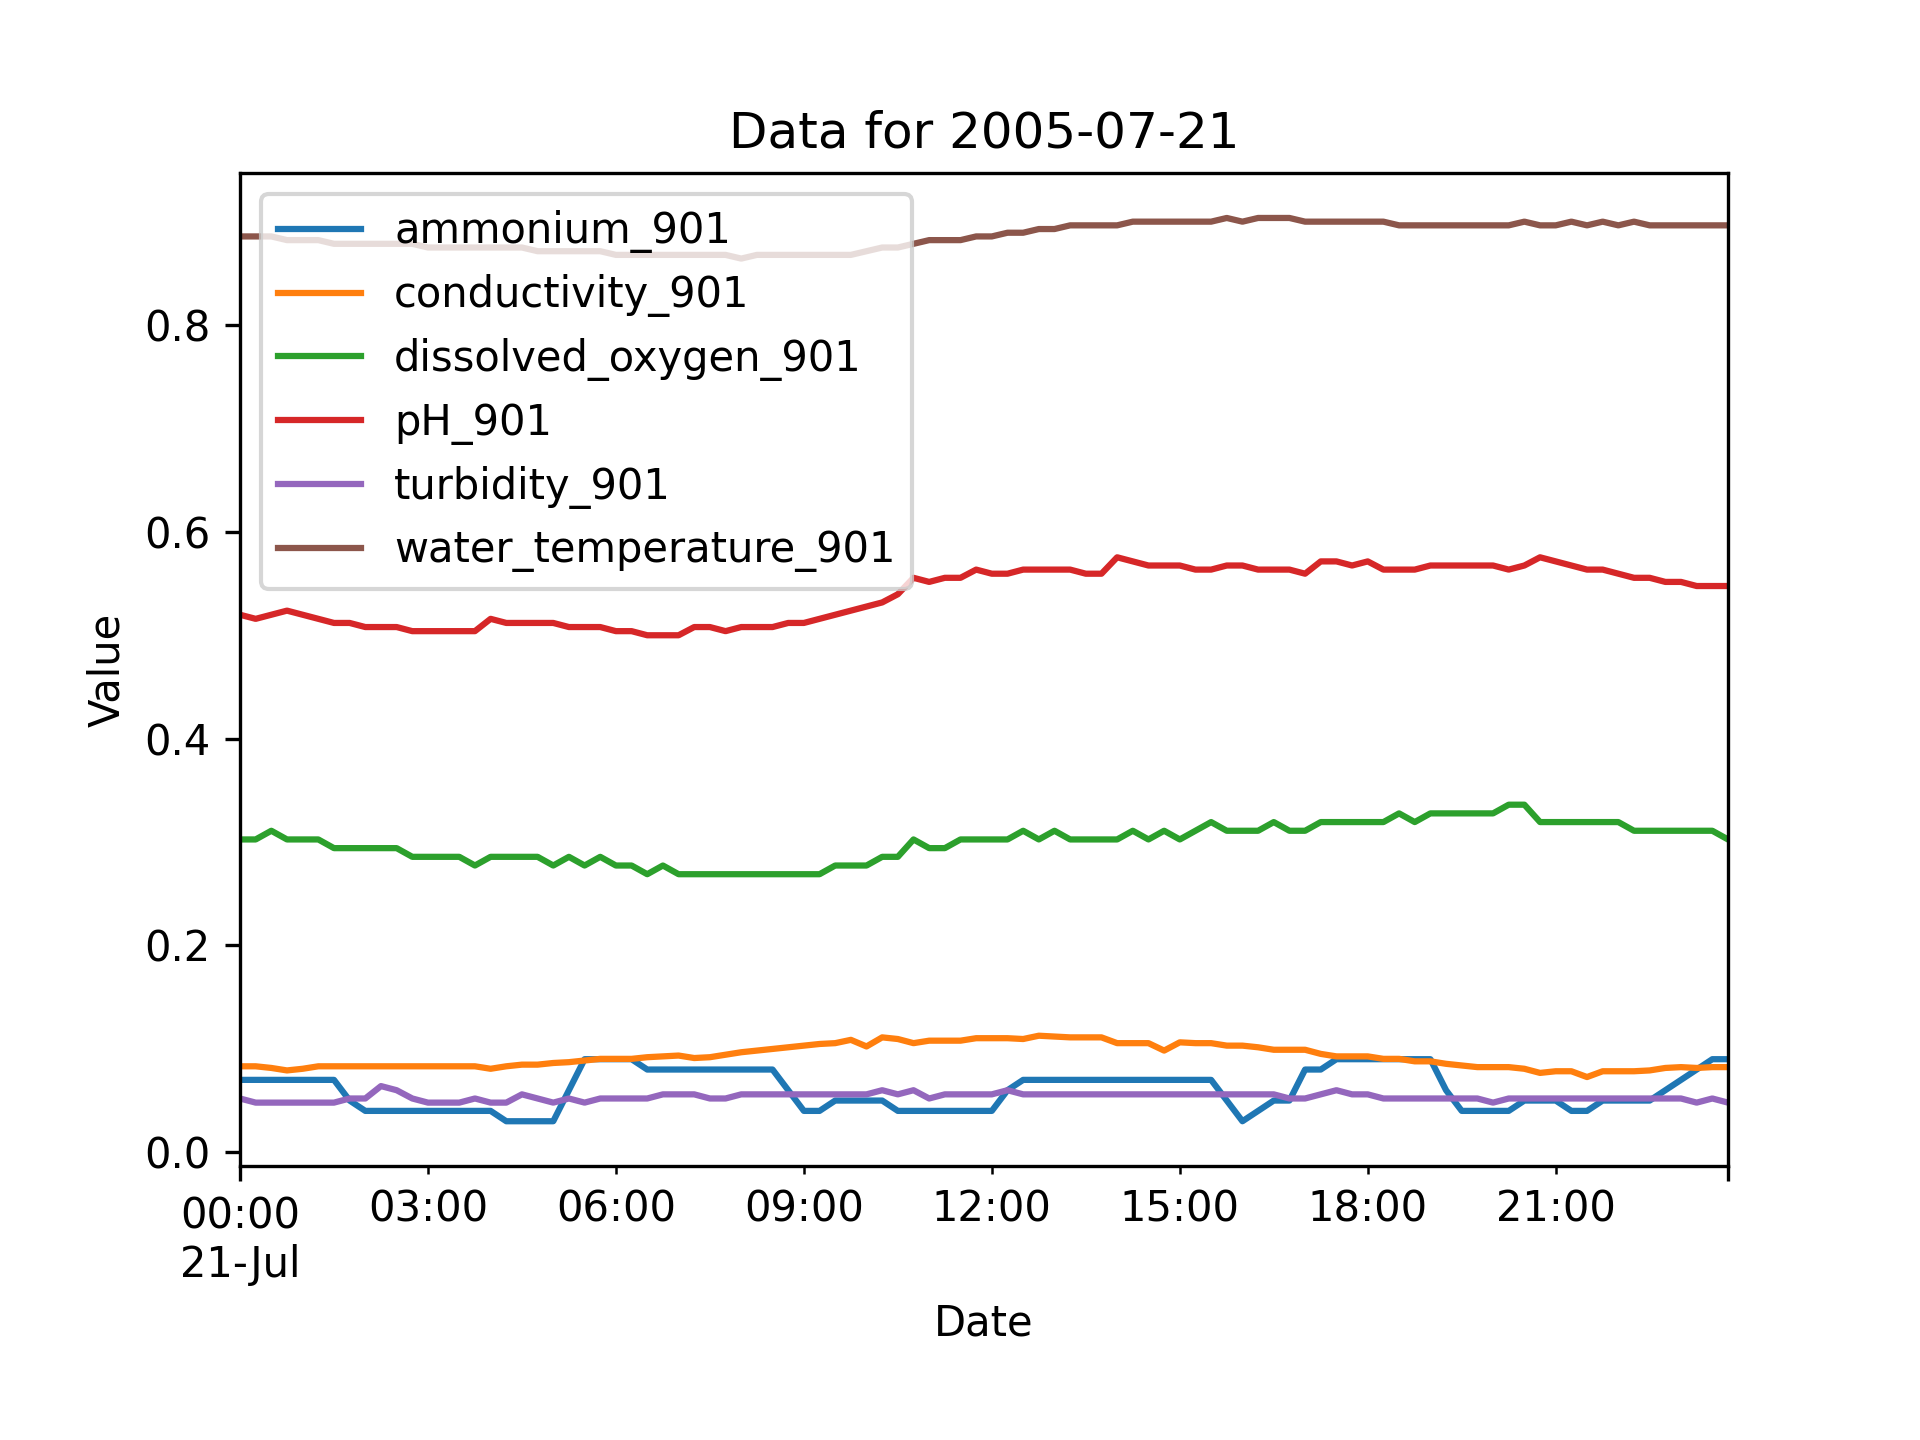 Data for 2005-07-21
ammonium_901
conductivity_901
dissolved_oxygen_901
pH_901
turbidity_901
water_temperature_901
Value
0.8
0.6
0.4
0.2
0.0
00:00 03:00 06:00 09:00 12:00 15:00 18:00 21:00
21-Jul
Date